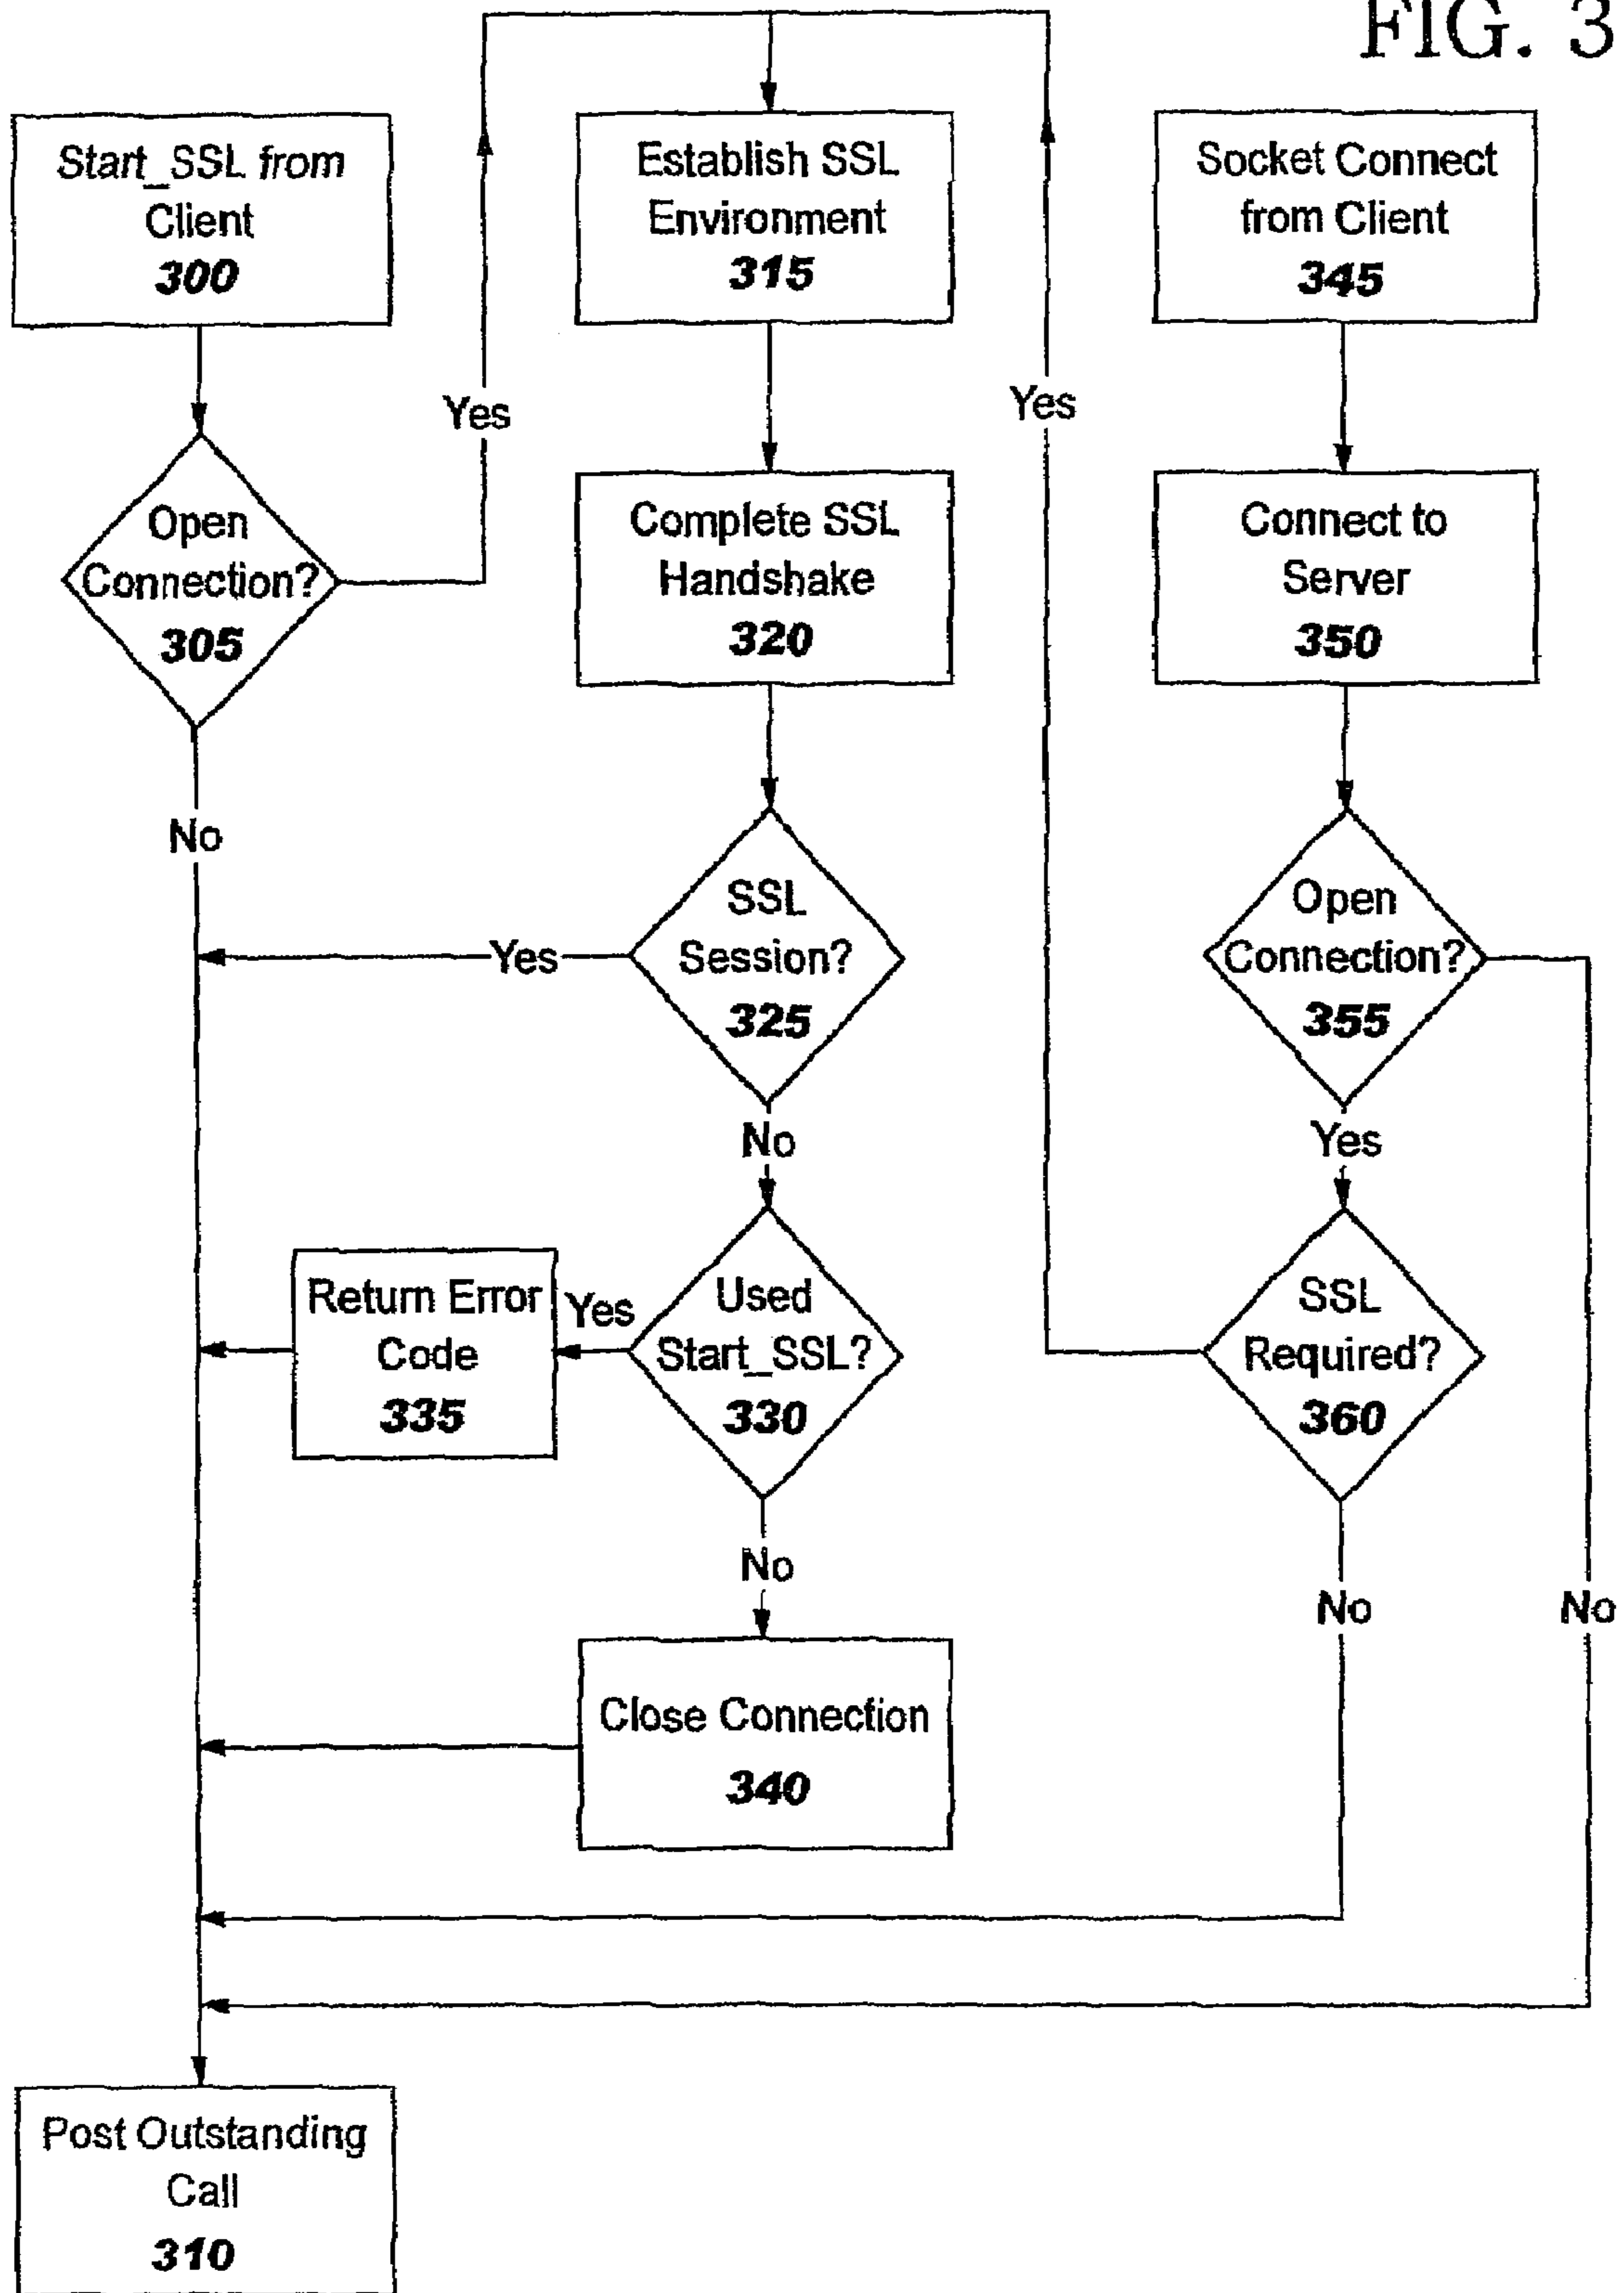 FIG. 3
Start_SSL from
Client
300
Open
Connection?
305
Yes
No
Establish SSL
Environment
315
Complete SSL
Handshake
320
SSL
Session?
325
Yes
No
Used
Start_SSL?
330
Yes
Return Error
Code
335
No
Close Connection
340
Socket Connect
from Client
345
Connect to
Server
350
Open
Connection?
355
Yes
No
SSL
Required?
360
Yes
No
Post Outstanding
Call
310